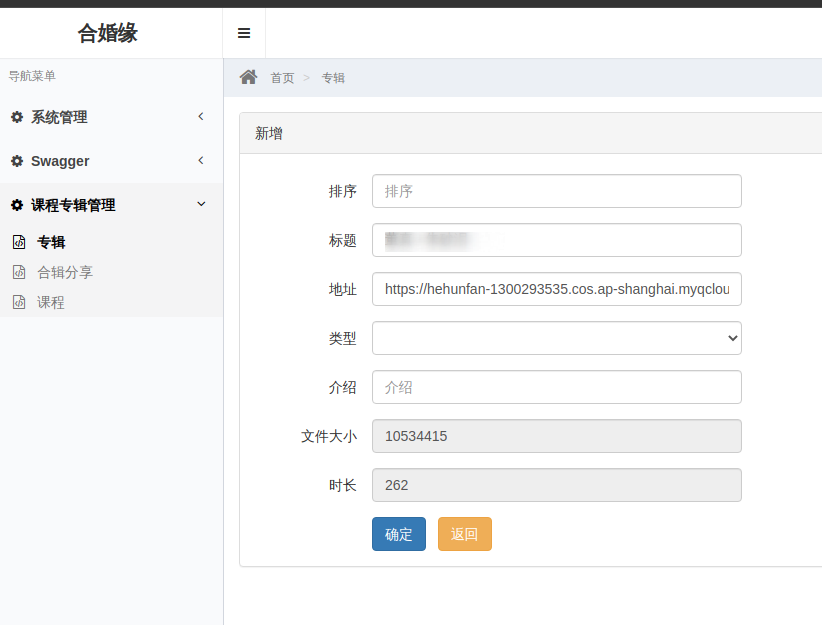 合婚缘
导航菜单
系统管理
Swagger
课程专辑管理
专辑
合辑分享
课程
首页 > 专辑
新增
排序 排序
标题
地址 https://hehunfan-1300293535.cos.ap-shanghai.myqclou
类型
介绍 介绍
文件大小 10534415
时长 262
确定 返回